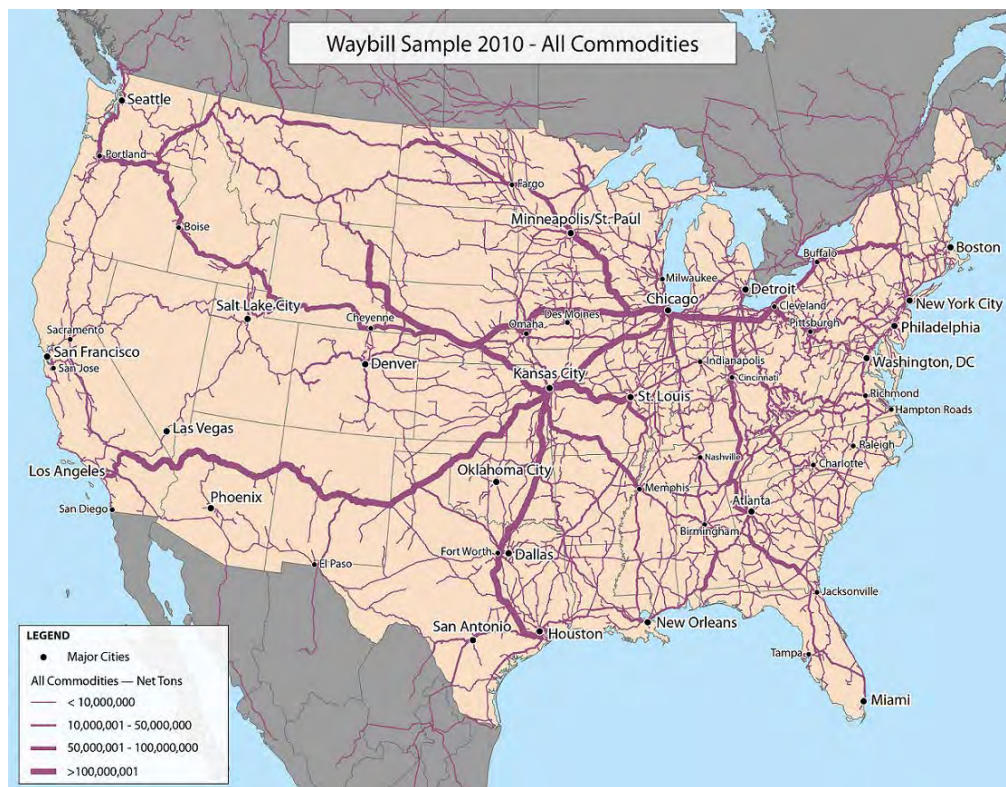 Waybill Sample 2010 - All Commodities
Seattle
Portland
Fargo
Minneapolis/St. Paul
Boise
Buffalo
Boston
Milwaukee
Detroit
Salt Lake City
Cheyenne
Omaha
Des Moines
Chicago
Cleveland
New York City
Pittsburgh
Philadelphia
Sacramento
San Francisco
San Jose
Denver
Kansas City
Indianapolis
Washington, DC
Cincinnati
St. Louis
Richmond
Hampton Roads
Las Vegas
Raleigh
Nashville
Charlotte
Los Angeles
Oklahoma City
Memphis
San Diego
Phoenix
Atlanta
Birmingham
Fort Worth
Dallas
El Paso
Jacksonville
San Antonio
Houston
New Orleans
Tampa
Miami
LEGEND
Major Cities
All Commodities — Net Tons
< 10,000,000
10,000,001 - 50,000,000
50,000,001 - 100,000,000
>100,000,001